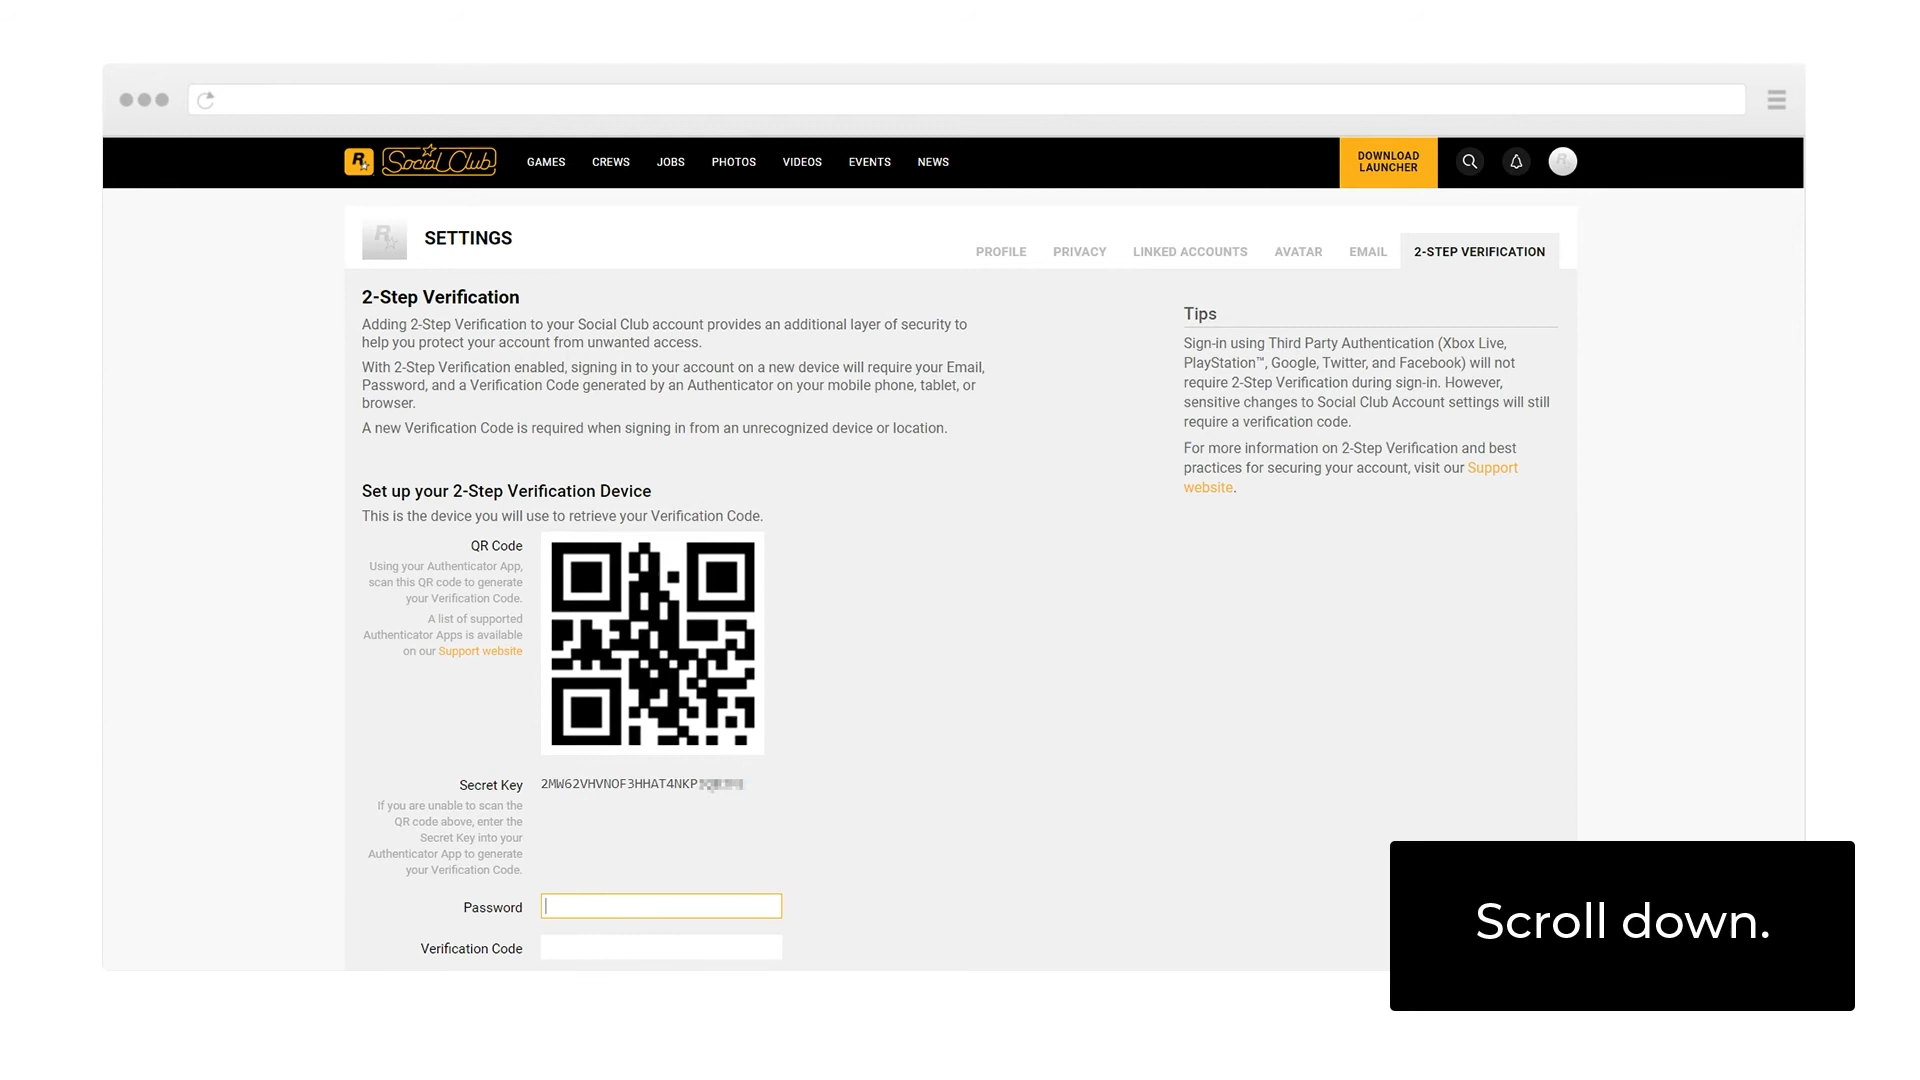 Social Club
GAMES
CREWS
JOBS
PHOTOS
VIDEOS
EVENTS
NEWS
DOWNLOAD
LAUNCHER
SETTINGS
PROFILE
PRIVACY
LINKED ACCOUNTS
AVATAR
EMAIL
2-STEP VERIFICATION
2-Step Verification
Adding 2-Step Verification to your Social Club account provides an additional layer of security to
help you protect your account from unwanted access.
With 2-Step Verification enabled, signing in to your account on a new device will require your Email,
Password, and a Verification Code generated by an Authenticator on your mobile phone, tablet, or
browser.
A new Verification Code is required when signing in from an unrecognized device or location.
Tips
Sign-in using Third Party Authentication (Xbox Live,
PlayStation™, Google, Twitter, and Facebook) will not
require 2-Step Verification during sign-in. However,
sensitive changes to Social Club Account settings will still
require a verification code.
For more information on 2-Step Verification and best
practices for securing your account, visit our Support
website.
Set up your 2-Step Verification Device
This is the device you will use to retrieve your Verification Code.
QR Code
Using your Authenticator App,
scan this QR code to generate
your Verification Code.
A list of supported
Authenticator Apps is available
on our Support website
Secret Key
2MW62VHVNOF3HHAT4NKP
If you are unable to scan the
QR code above, enter the
Secret Key into your
Authenticator App to generate
your Verification Code.
Password
Verification Code
Scroll down.